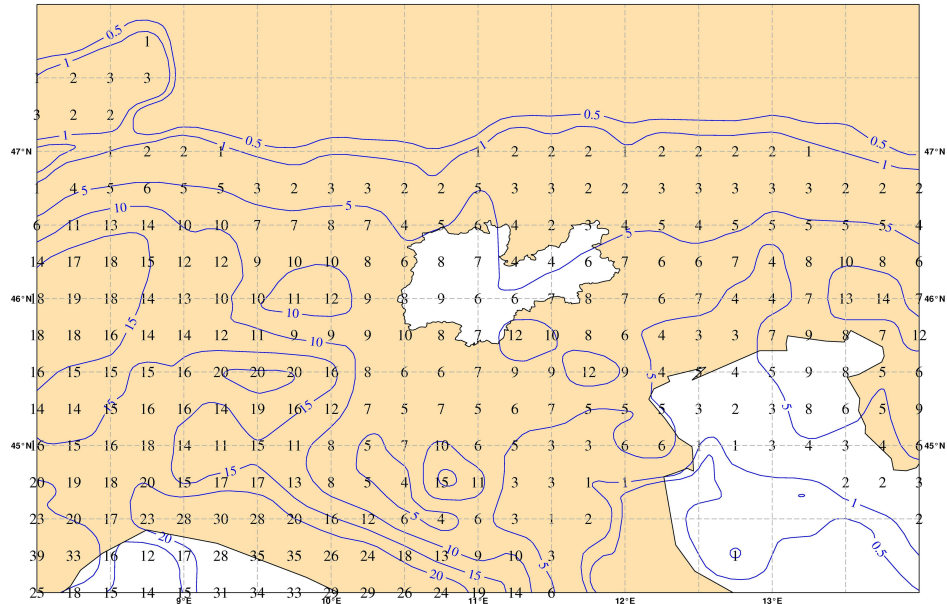 0.5
1
1
1 2 3 3
3 2 2
1 0.5 0.5 0.5
47°N 1 2 2 1 1 2 2 2 1 2 2 2 2 1 1 47°N
1 4 5 5 6 5 5 3 2 3 3 2 2 5 3 3 2 2 3 3 3 3 3 2 2 2
10 5
6 11 13 14 10 10 7 7 8 7 4 5 6 4 2 3 4 5 4 5 5 5 5 5 4
5
14 17 18 15 12 12 9 10 10 8 6 8 7 4 4 6 7 6 6 7 4 8 10 8 6
46°N 18 19 18 14 13 10 10 11 12 9 8 9 6 6 7 8 7 6 7 4 4 7 13 14 7 46°N
10
15
18 18 16 14 14 12 11 9 10 9 9 10 8 7 12 10 8 6 4 3 3 7 9 8 7 12
16 15 15 15 16 20 20 20 16 8 6 6 7 9 12 9 5 4 4 5 9 8 5 6
14 14 15 15 16 16 14 19 16 15 12 7 5 7 5 6 7 5 5 5 3 2 3 5 8 6 5 9
45°N 16 15 16 18 14 11 15 11 8 5 7 10 6 5 3 3 6 6 1 3 4 3 4 6 45°N
15
20 19 18 20 15 17 17 13 8 5 4 15 11 3 3 1 1 2 2 3
1
23 20 17 23 28 30 28 20 16 12 6 5 4 6 3 1 2 2
20 0.5
39 33 16 12 17 28 35 35 26 24 18 13 10 9 10 3 1
20 15
25 18 15 14 15 31 34 33 29 29 26 24 19 14 6
9°E 10°E 11°E 12°E 13°E